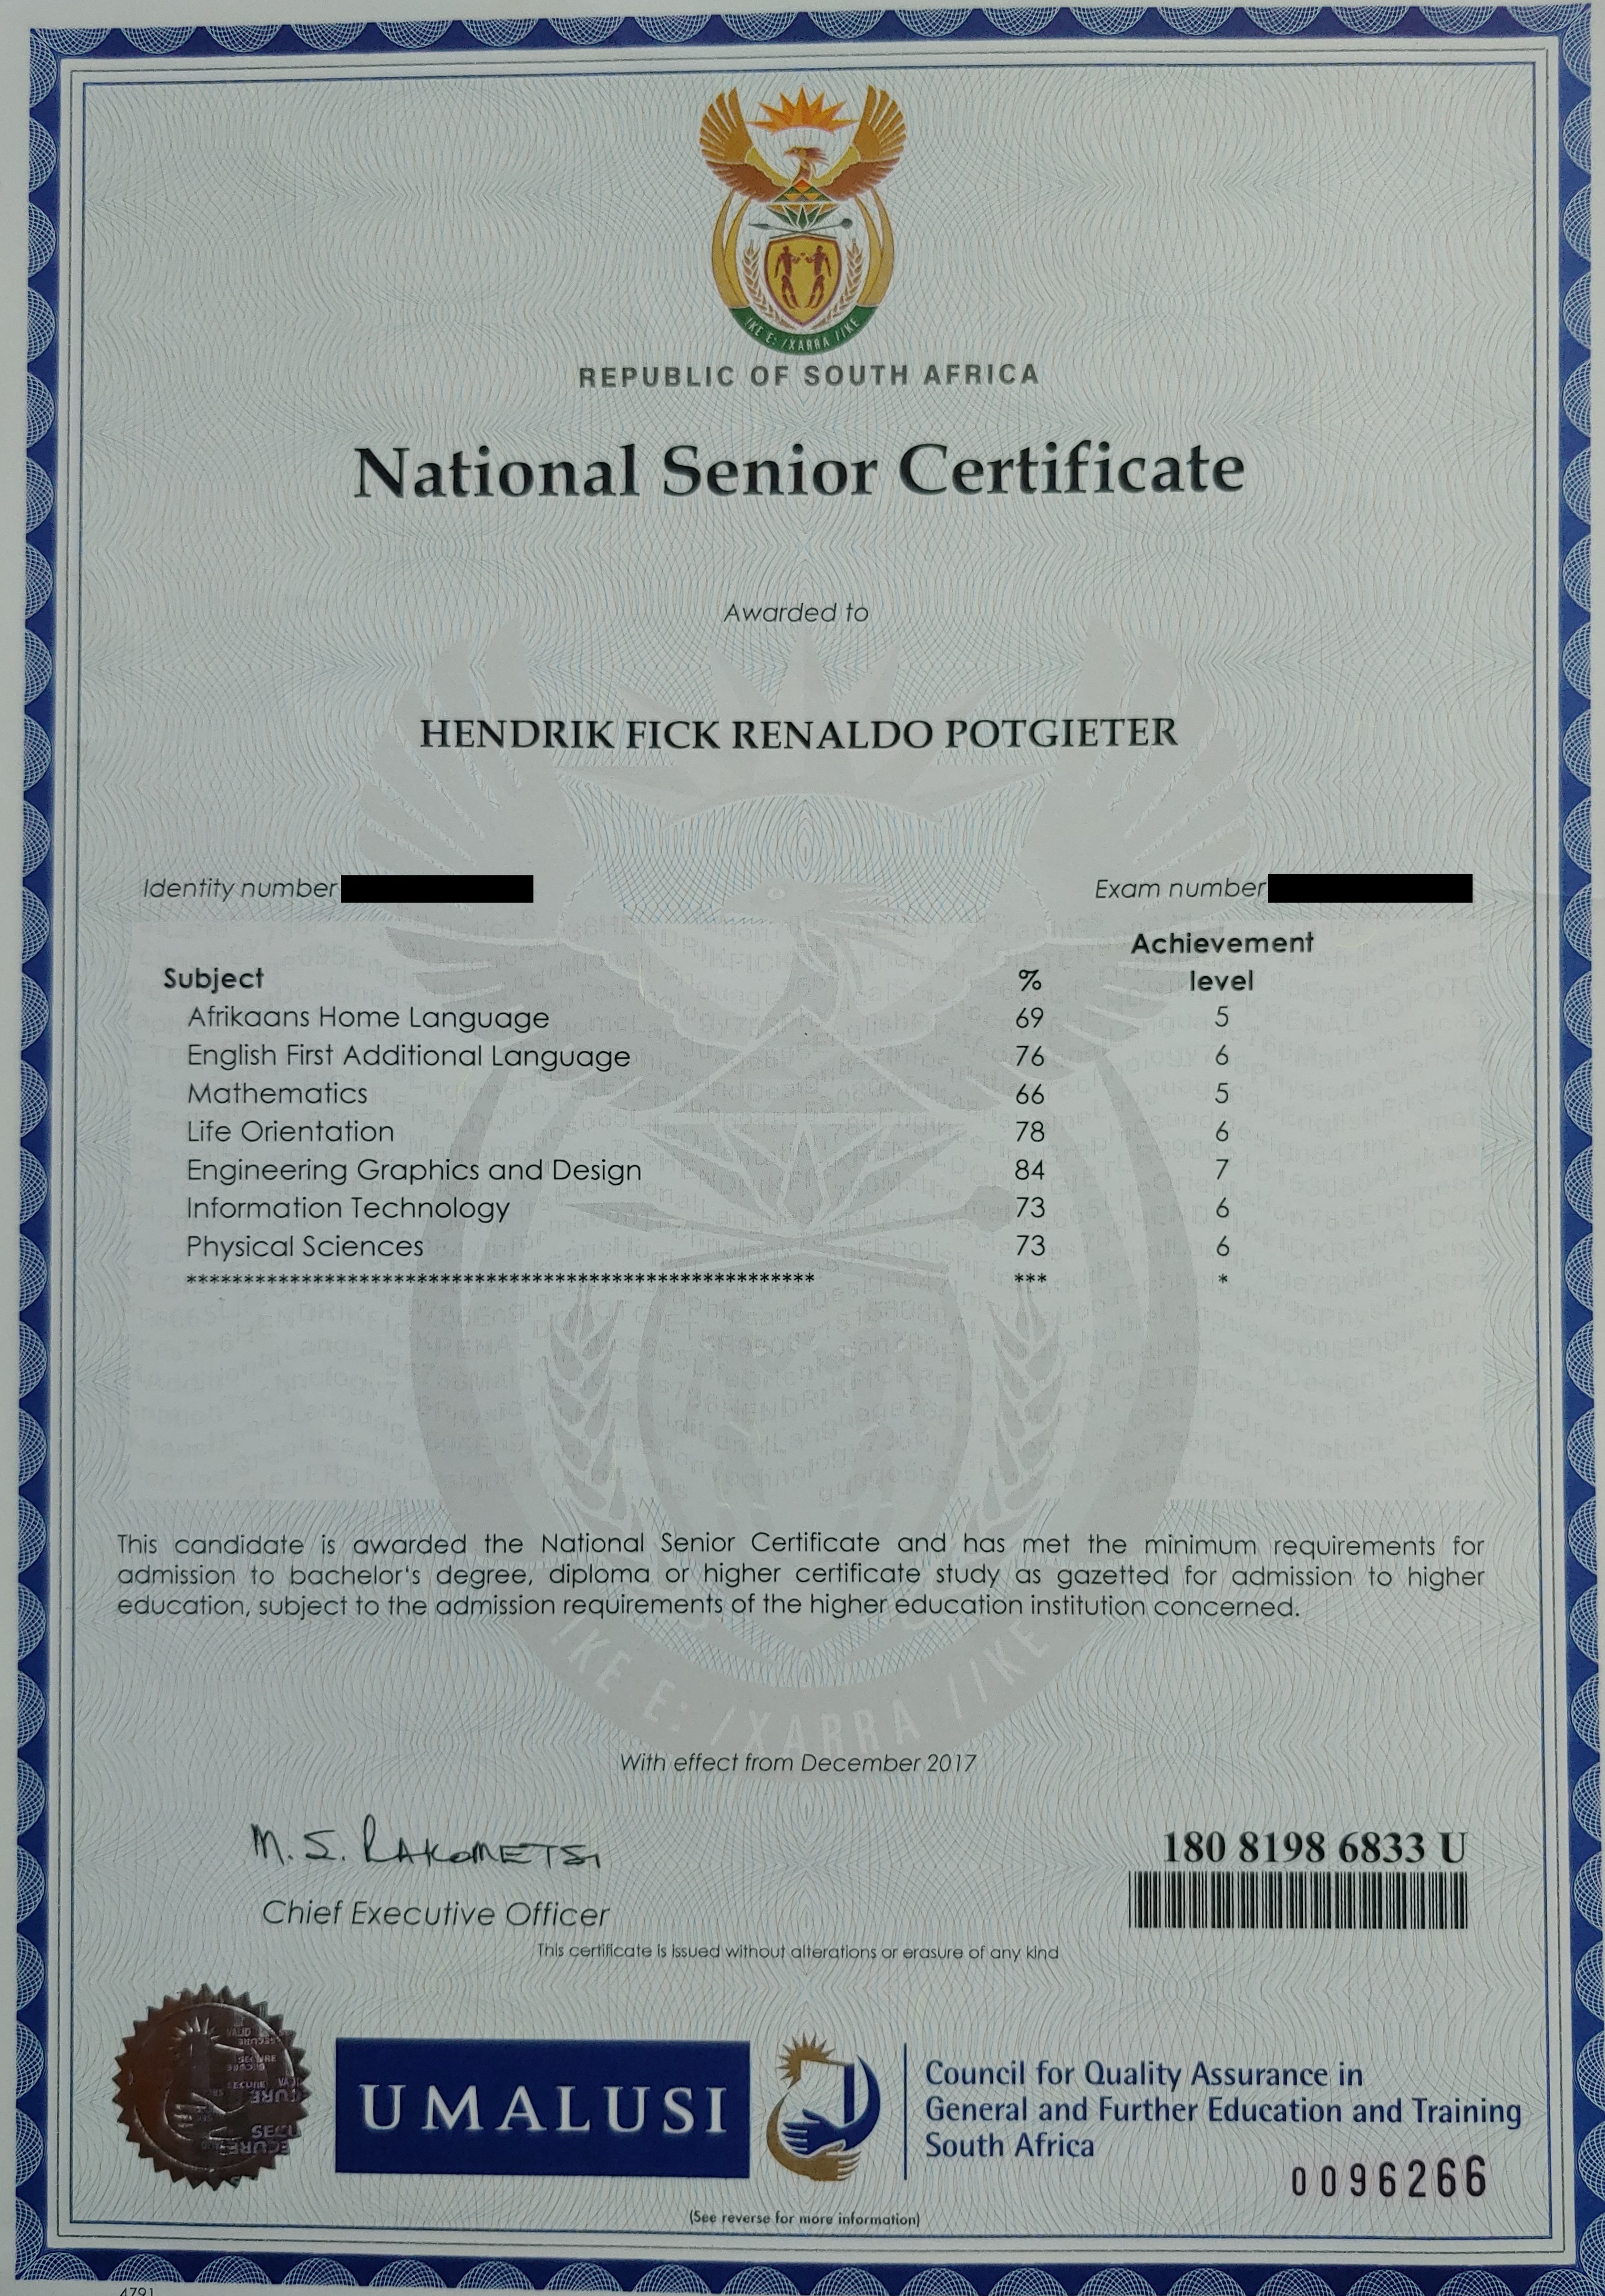 !KE E: /XARRA //KE
REPUBLIC OF SOUTH AFRICA
National Senior Certificate
Awarded to
HENDRIK FICK RENALDO POTGIETER
Identity number
Exam number
Subject % Achievement level
Afrikaans Home Language 69 5
English First Additional Language 76 6
Mathematics 66 5
Life Orientation 78 6
Engineering Graphics and Design 84 7
Information Technology 73 6
Physical Sciences 73 6
******************************************************* *** *
This candidate is awarded the National Senior Certificate and has met the minimum requirements for
admission to bachelor's degree, diploma or higher certificate study as gazetted for admission to higher
education, subject to the admission requirements of the higher education institution concerned.
!KE E: /XARRA //KE
With effect from December 2017
M.S. RAKOMETSI
Chief Executive Officer
180 8198 6833 U
This certificate is issued without alterations or erasure of any kind
VALID
SECURE
UMALUSI
Council for Quality Assurance in
General and Further Education and Training
South Africa
0096266
(See reverse for more information)
4791